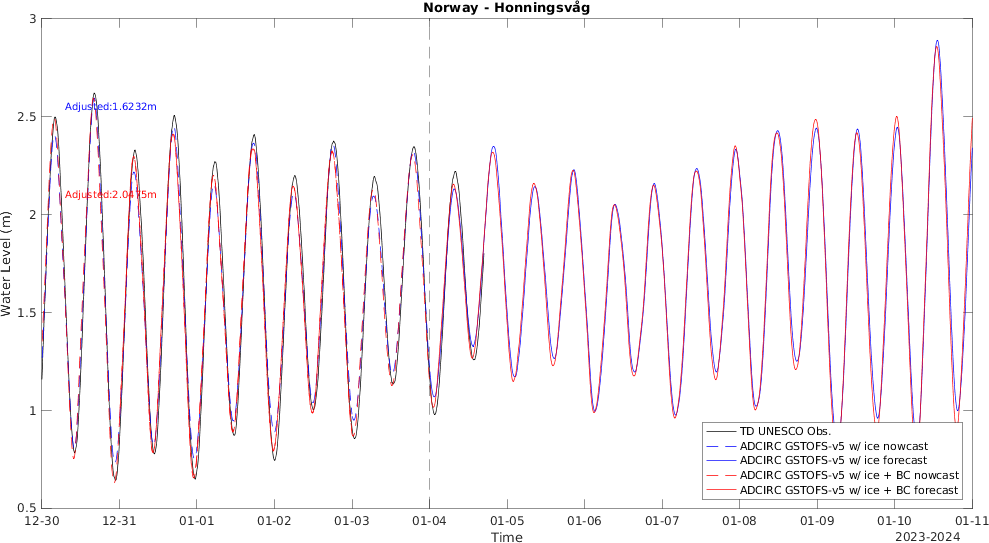 Norway - Honningsvåg
3
2.5
2
1.5
1
0.5
Water Level (m)
Adjusted:1.6232m
Adjusted:2.0475m
TD UNESCO Obs.
ADCIRC GSTOFS-v5 w/ ice nowcast
ADCIRC GSTOFS-v5 w/ ice forecast
ADCIRC GSTOFS-v5 w/ ice + BC nowcast
ADCIRC GSTOFS-v5 w/ ice + BC forecast
12-30 12-31 01-01 01-02 01-03 01-04 01-05 01-06 01-07 01-08 01-09 01-10 01-11
Time
2023-2024